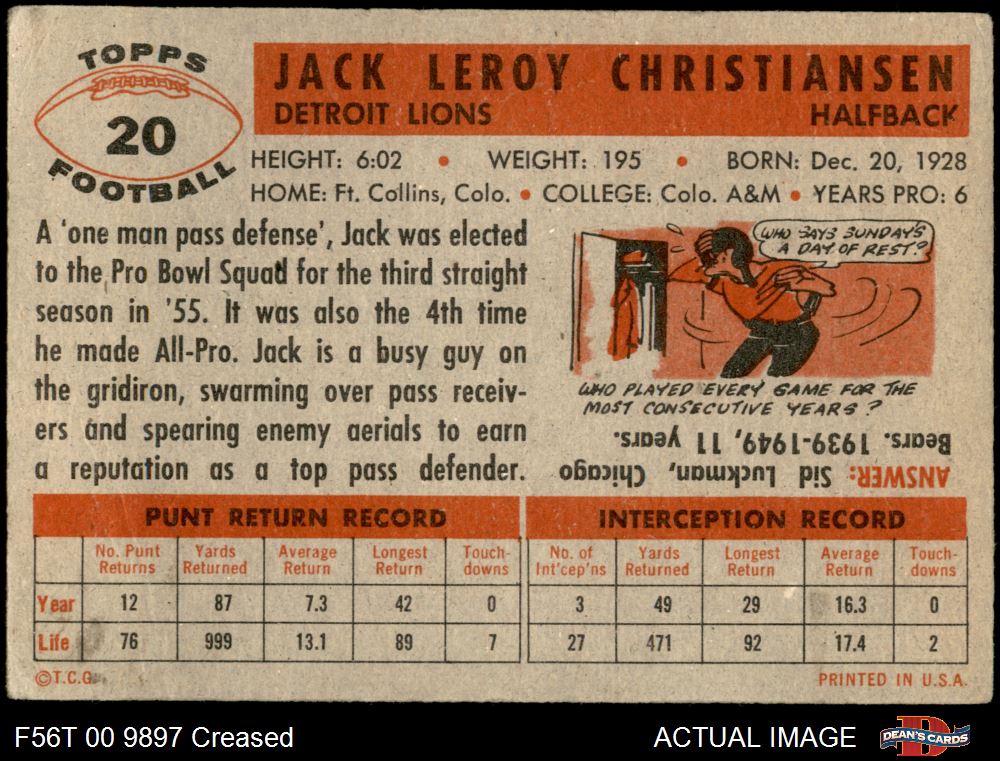 TOPPS
20
FOOTBALL
JACK LEROY CHRISTIANSEN
DETROIT LIONS HALFBACK
HEIGHT: 6:02 • WEIGHT: 195 • BORN: Dec. 20, 1928
HOME: Ft. Collins, Colo. • COLLEGE: Colo. A&M • YEARS PRO: 6
A 'one man pass defense', Jack was elected
to the Pro Bowl Squad for the third straight
season in '55. It was also the 4th time
he made All-Pro. Jack is a busy guy on
the gridiron, swarming over pass receiv-
ers and spearing enemy aerials to earn
a reputation as a top pass defender.
WHO SAYS SUNDAY'S
A DAY OF REST?
WHO PLAYED EVERY GAME FOR THE
MOST CONSECUTIVE YEARS?
ANSWER: Sid Luckman, Chicago
Bears. 1939-1949, 11 years.
PUNT RETURN RECORD
No. Punt Returns Yards Returned Average Return Longest Return Touch-downs
Year 12 87 7.3 42 0
Life 76 999 13.1 89 7
INTERCEPTION RECORD
No. of Int'cep'ns Yards Returned Longest Return Average Return Touch-downs
3 49 29 16.3 0
27 471 92 17.4 2
©T.C.G. PRINTED IN U.S.A.
F56T 00 9897 Creased ACTUAL IMAGE
DEAN'S CARDS